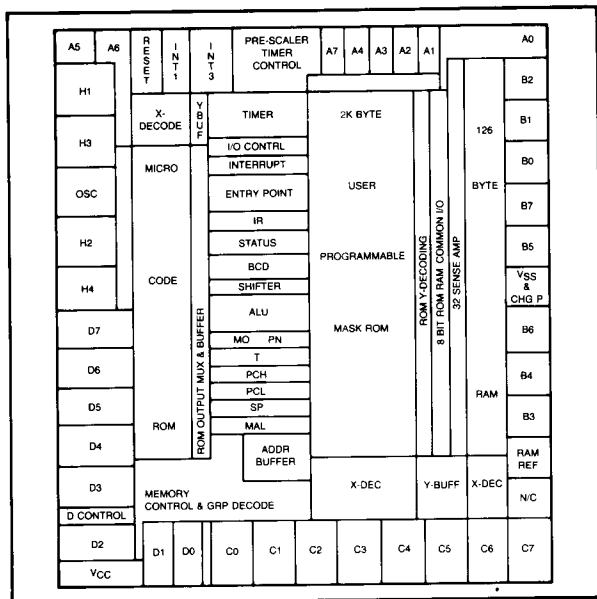 A5
A6
RESET
INT1
INT3
PRE-SCALER
TIMER
CONTROL
A7
A4
A3
A2
A1
A0
H1
H3
OSC
H2
H4
D7
D6
D5
D4
D3
D CONTROL
D2
VCC
X-
DECODE
Y BUF
MICRO
CODE
ROM
ROM OUTPUT MUX & BUFFER
TIMER
I/O CONTRL
INTERRUPT
ENTRY POINT
IR
STATUS
BCD
SHIFTER
ALU
MO PN
T
PCH
PCL
SP
MAL
ADDR
BUFFER
MEMORY
CONTROL & GRP DECODE
2K BYTE
USER
PROGRAMMABLE
MASK ROM
ROM Y-DECODING
8 BIT ROM RAM COMMON I/O
32 SENSE AMP
126
BYTE
RAM
X-DEC
Y-BUFF
X-DEC
B2
B1
B0
B7
B5
VSS
&
CHG P
B6
B4
B3
RAM
REF
N/C
D1
D0
C0
C1
C2
C3
C4
C5
C6
C7